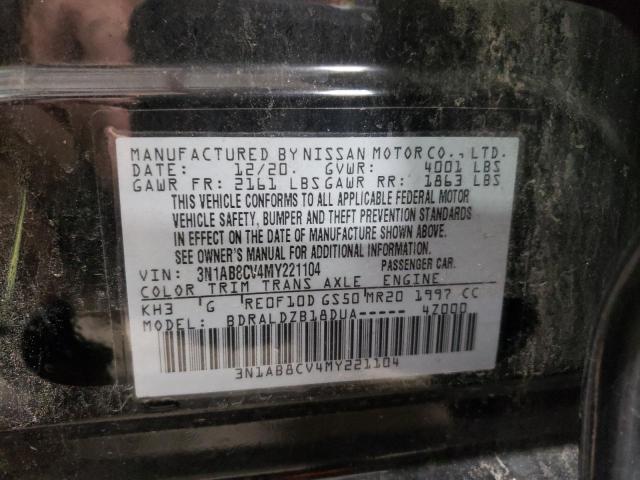 MANUFACTURED BY NISSAN MOTOR CO., LTD.
DATE: 12/20. GVWR: 4001 LBS
GAWR FR: 2161 LBS GAWR RR: 1863 LBS
THIS VEHICLE CONFORMS TO ALL APPLICABLE FEDERAL MOTOR
VEHICLE SAFETY, BUMPER AND THEFT PREVENTION STANDARDS
IN EFFECT ON THE DATE OF MANUFACTURE SHOWN ABOVE.
SEE OWNER'S MANUAL FOR ADDITIONAL INFORMATION.
VIN: 3N1AB8CV4MY221104 PASSENGER CAR.
COLOR TRIM TRANS AXLE ENGINE
KH3 'G RE0F10D GS50 MR20 1997 CC
MODEL: BDRALDZB18DUA----- 4Z000
3N1AB8CV4MY221104